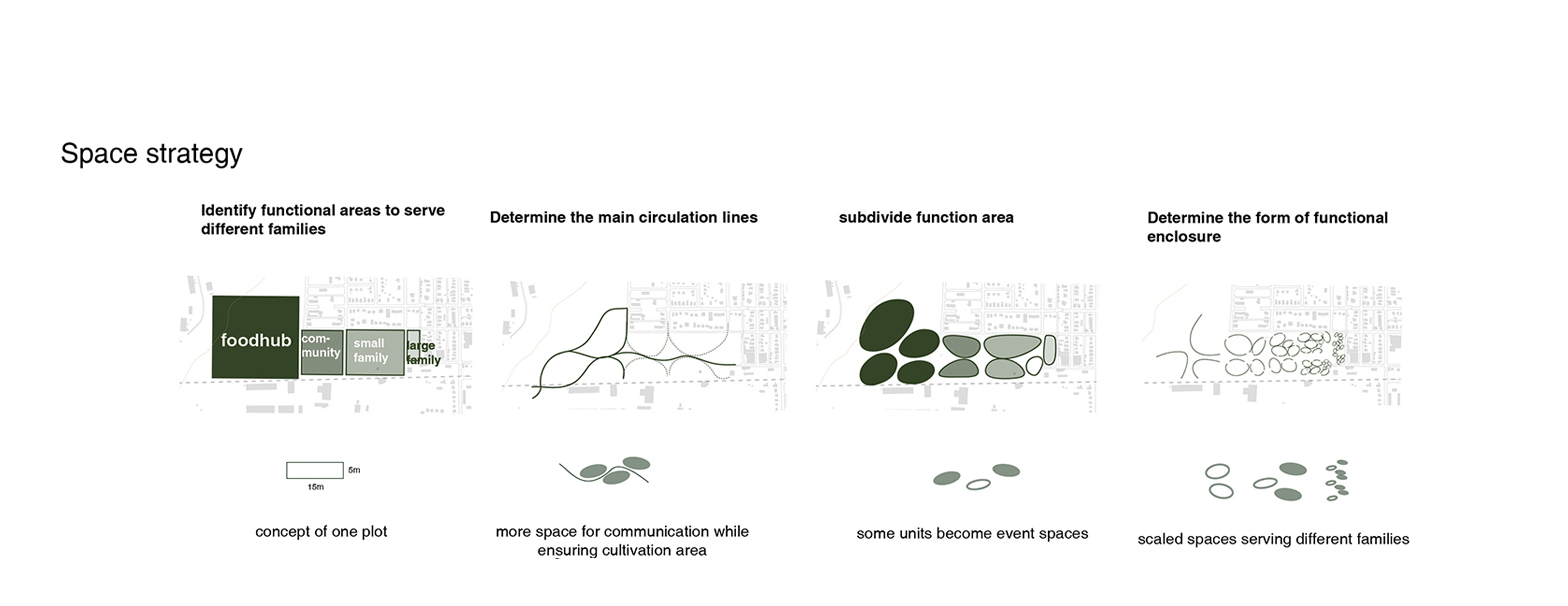 Space strategy
Identify functional areas to serve
different families
Determine the main circulation lines
subdivide function area
Determine the form of functional
enclosure
foodhub
com-
munity
small
family
large
family
5m
15m
concept of one plot
more space for communication while
ensuring cultivation area
some units become event spaces
scaled spaces serving different families